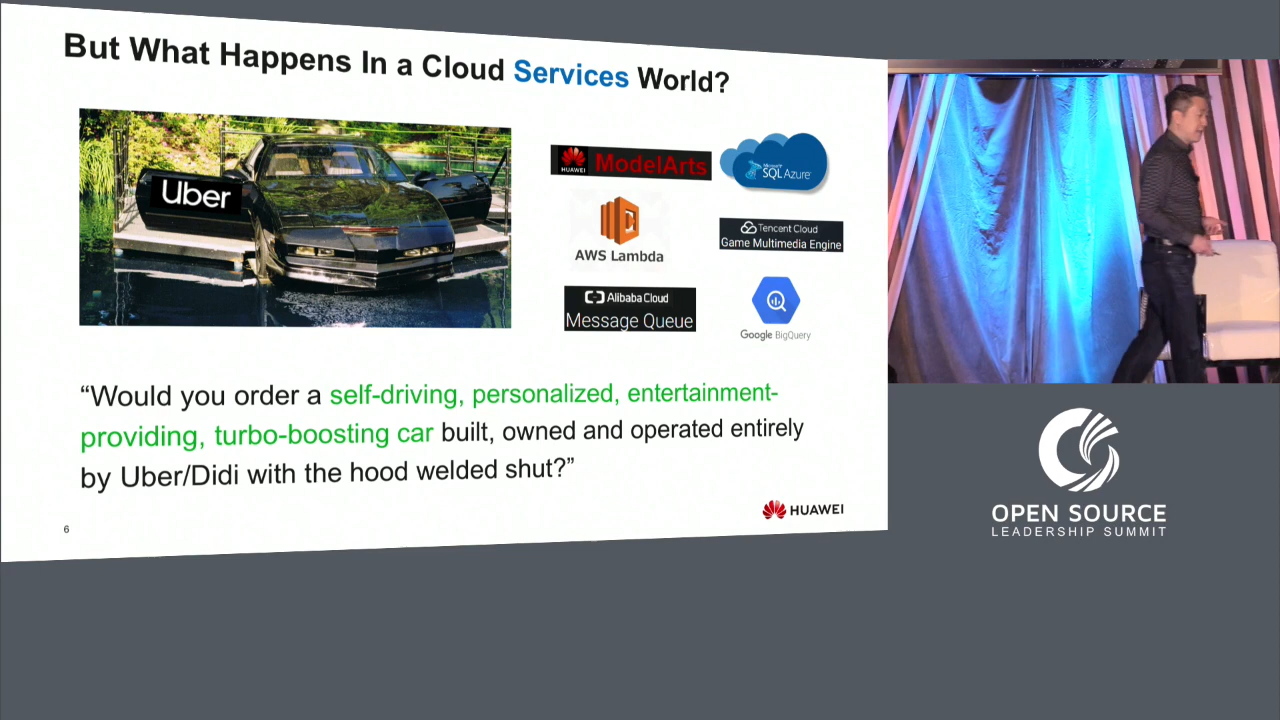 But What Happens In a Cloud Services World?
Uber
HUAWEI
ModelArts
Microsoft
SQL Azure
AWS Lambda
Tencent Cloud
Game Multimedia Engine
Alibaba Cloud
Message Queue
Google BigQuery
“Would you order a self-driving, personalized, entertainment-
providing, turbo-boosting car built, owned and operated entirely
by Uber/Didi with the hood welded shut?”
HUAWEI
6
OPEN SOURCE
LEADERSHIP SUMMIT